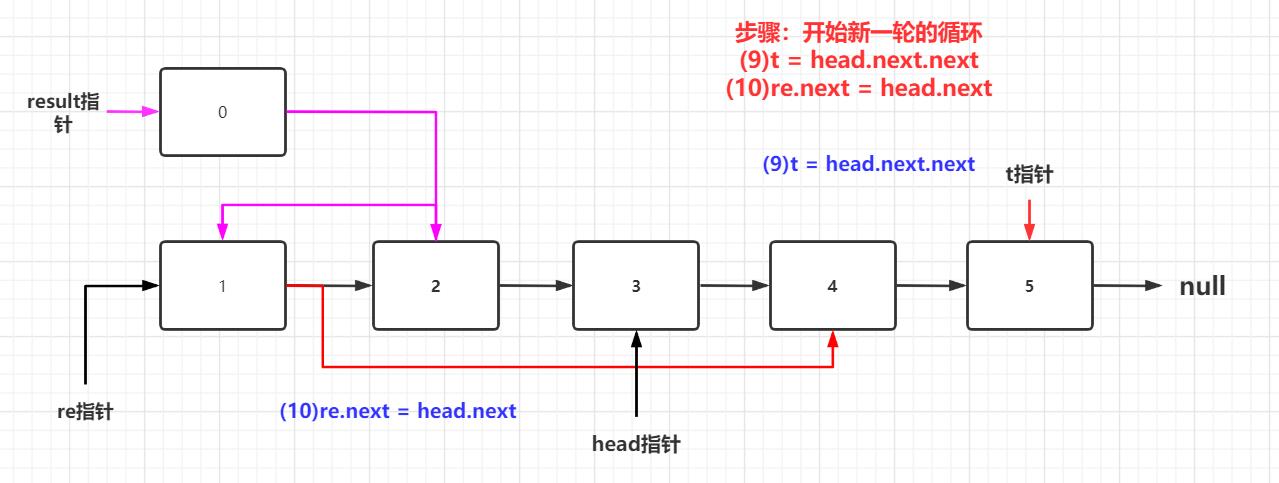 步骤：开始新一轮的循环
(9)t = head.next.next
(10)re.next = head.next
result指
针
0
(9)t = head.next.next
t指针
1
2
3
4
5
null
re指针
(10)re.next = head.next
head指针